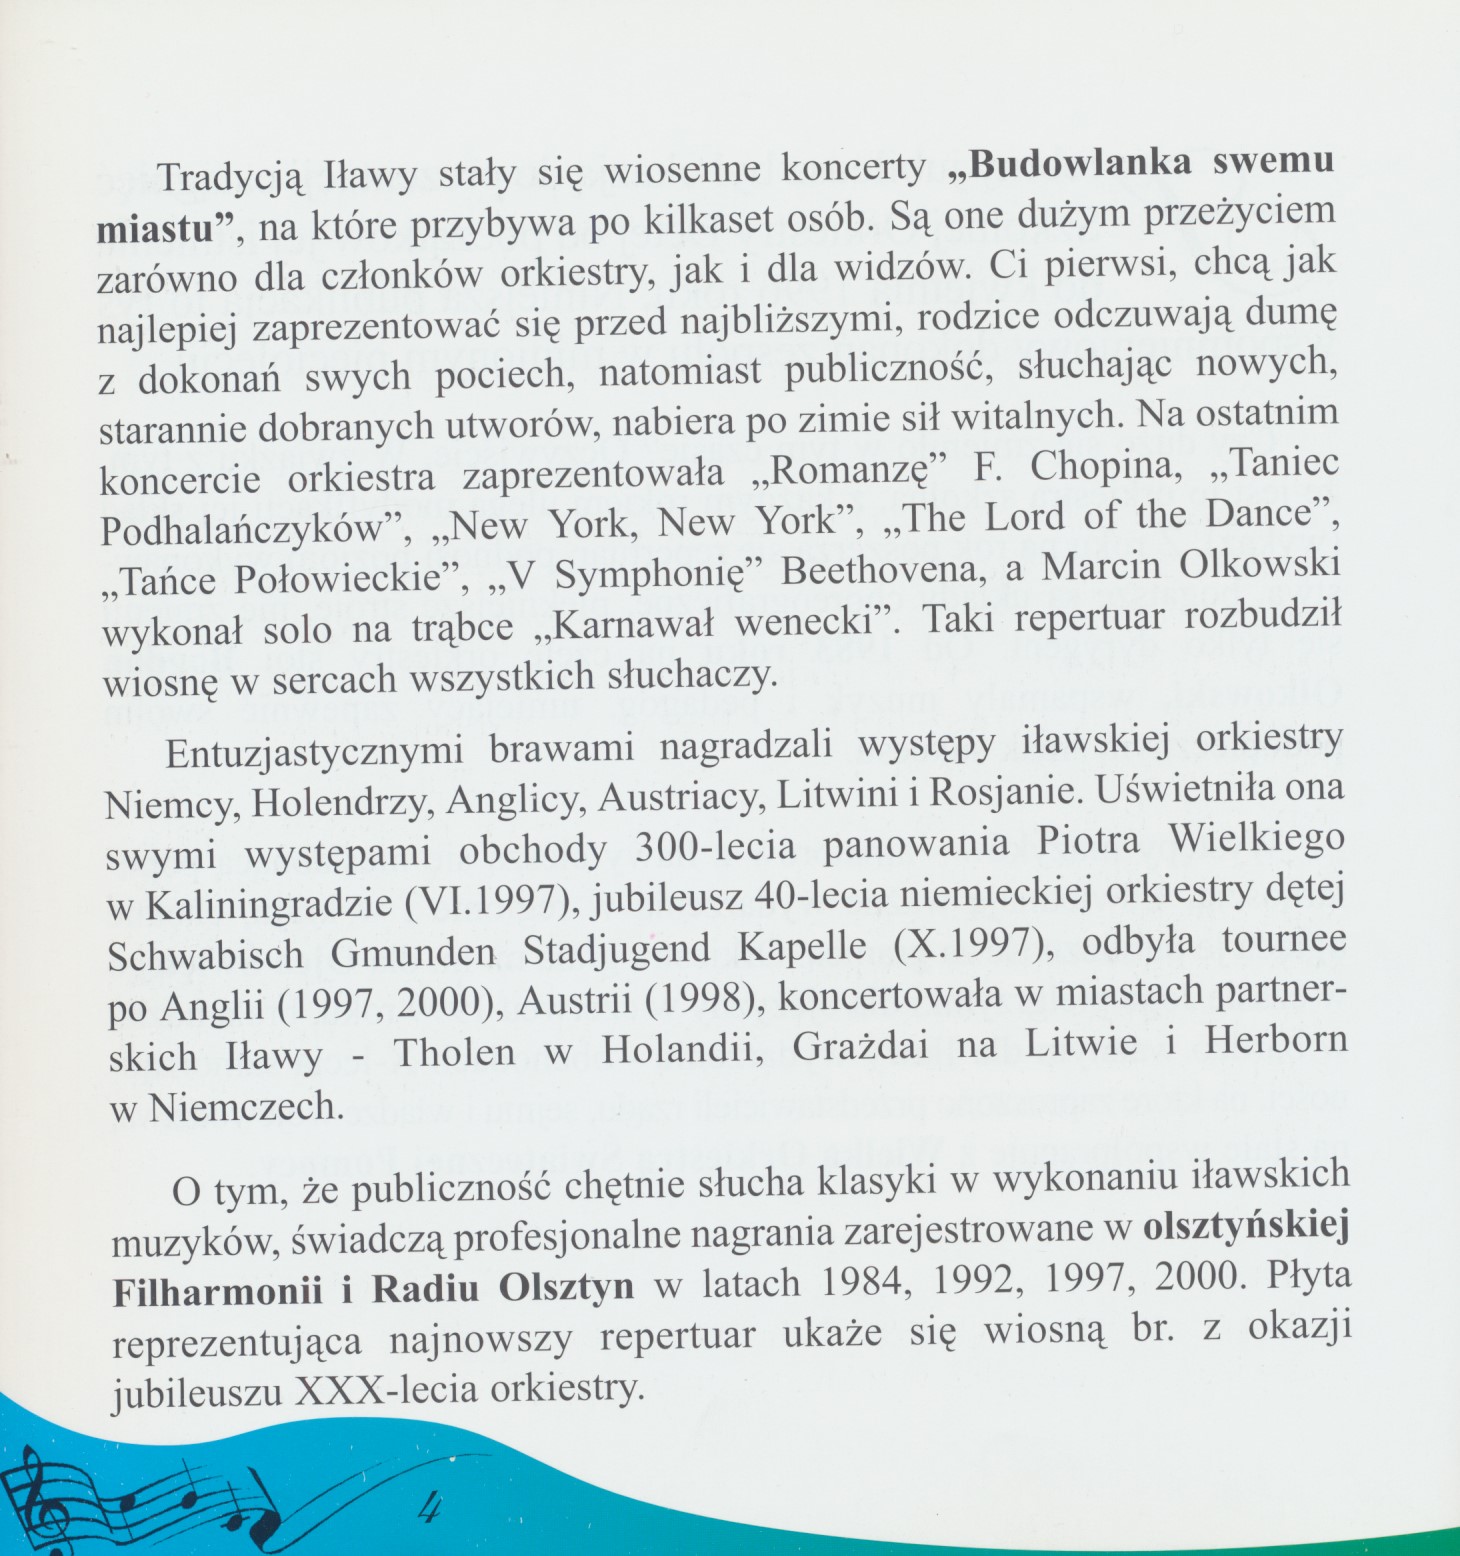 Tradycją Iławy stały się wiosenne koncerty „Budowlanka swemu
miastu”, na które przybywa po kilkaset osób. Są one dużym przeżyciem
zarówno dla członków orkiestry, jak i dla widzów. Ci pierwsi, chcą jak
najlepiej zaprezentować się przed najbliższymi, rodzice odczuwają dumę
z dokonań swych pociech, natomiast publiczność, słuchając nowych,
starannie dobranych utworów, nabiera po zimie sił witalnych. Na ostatnim
koncercie orkiestra zaprezentowała „Romanzę” F. Chopina, „Taniec
Podhalańczyków”, „New York, New York”, „The Lord of the Dance”,
„Tańce Połowieckie”, „V Symphonię” Beethovena, a Marcin Olkowski
wykonał solo na trąbce „Karnawał wenecki”. Taki repertuar rozbudził
wiosnę w sercach wszystkich słuchaczy.
Entuzjastycznymi brawami nagradzali występy iławskiej orkiestry
Niemcy, Holendrzy, Anglicy, Austriacy, Litwini i Rosjanie. Uświetniła ona
swymi występami obchody 300-lecia panowania Piotra Wielkiego
w Kaliningradzie (VI.1997), jubileusz 40-lecia niemieckiej orkiestry dętej
Schwabisch Gmunden Stadjugend Kapelle (X.1997), odbyła tournee
po Anglii (1997, 2000), Austrii (1998), koncertowała w miastach partner-
skich Iławy - Tholen w Holandii, Grażdai na Litwie i Herborn
w Niemczech.
O tym, że publiczność chętnie słucha klasyki w wykonaniu iławskich
muzyków, świadczą profesjonalne nagrania zarejestrowane w olsztyńskiej
Filharmonii i Radiu Olsztyn w latach 1984, 1992, 1997, 2000. Płyta
reprezentująca najnowszy repertuar ukaże się wiosną br. z okazji
jubileuszu XXX-lecia orkiestry.
4